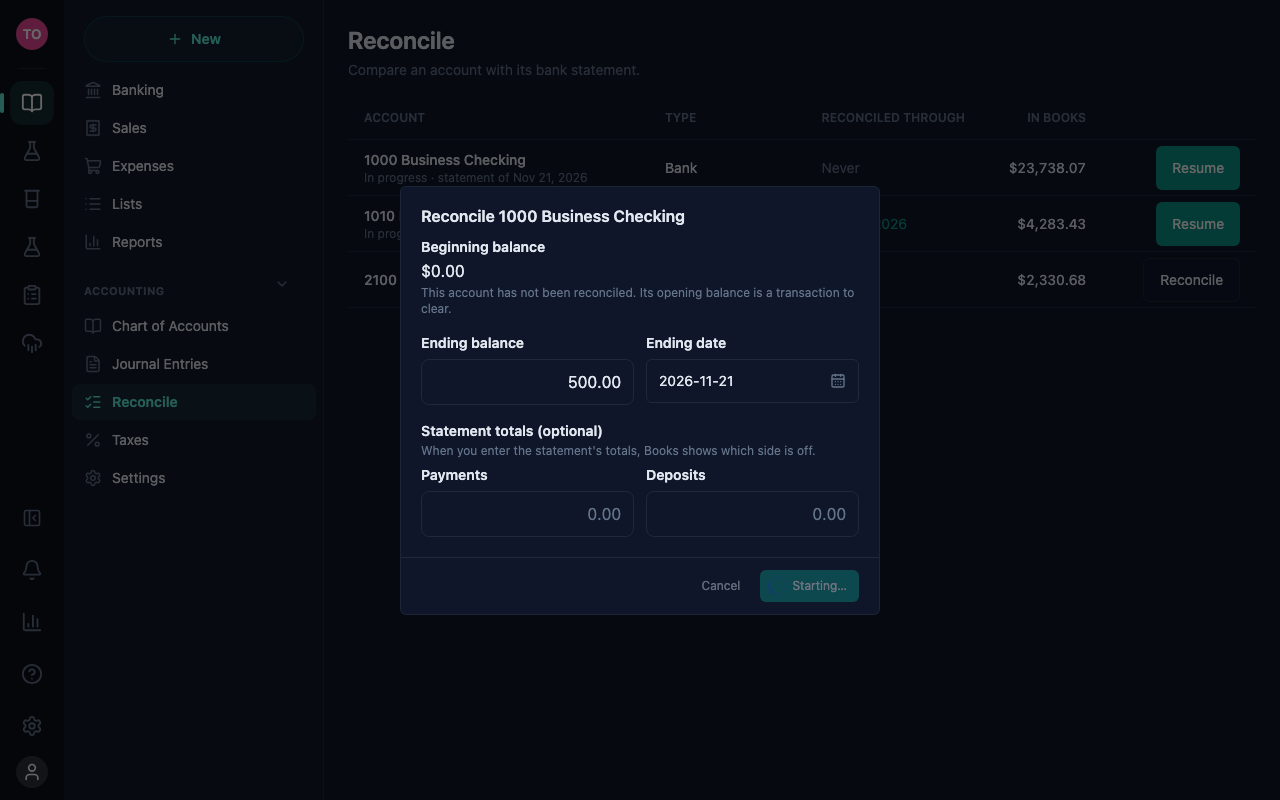 TO
New
Banking
Sales
Expenses
Lists
Reports
ACCOUNTING
Chart of Accounts
Journal Entries
Reconcile
Taxes
Settings
Reconcile
Compare an account with its bank statement.
ACCOUNT TYPE RECONCILED THROUGH IN BOOKS
1000 Business Checking Bank Never $23,738.07 Resume
In progress · statement of Nov 21, 2026
1010 026 $4,283.43 Resume
In prog
2100 $2,330.68 Reconcile
Reconcile 1000 Business Checking
Beginning balance
$0.00
This account has not been reconciled. Its opening balance is a transaction to
clear.
Ending balance Ending date
500.00 2026-11-21
Statement totals (optional)
When you enter the statement's totals, Books shows which side is off.
Payments Deposits
0.00 0.00
Cancel Starting...